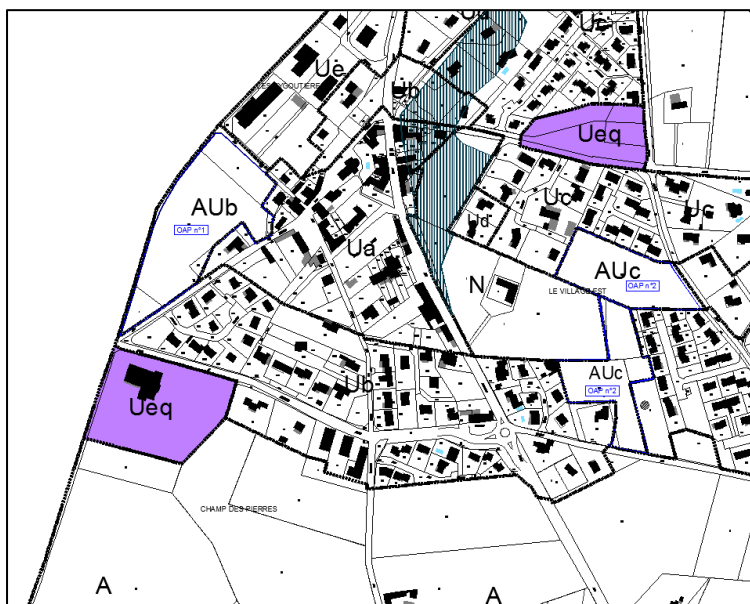 Uc
Ue
Ub
Ueq
AUb
OAP n°1
Uc
Uc
Ud
Ua
AUc
OAP n°2
N
LE VILLAGE EST
AUc
OAP n°2
Ub
Ueq
CHAMP DES PIERRES
A
A